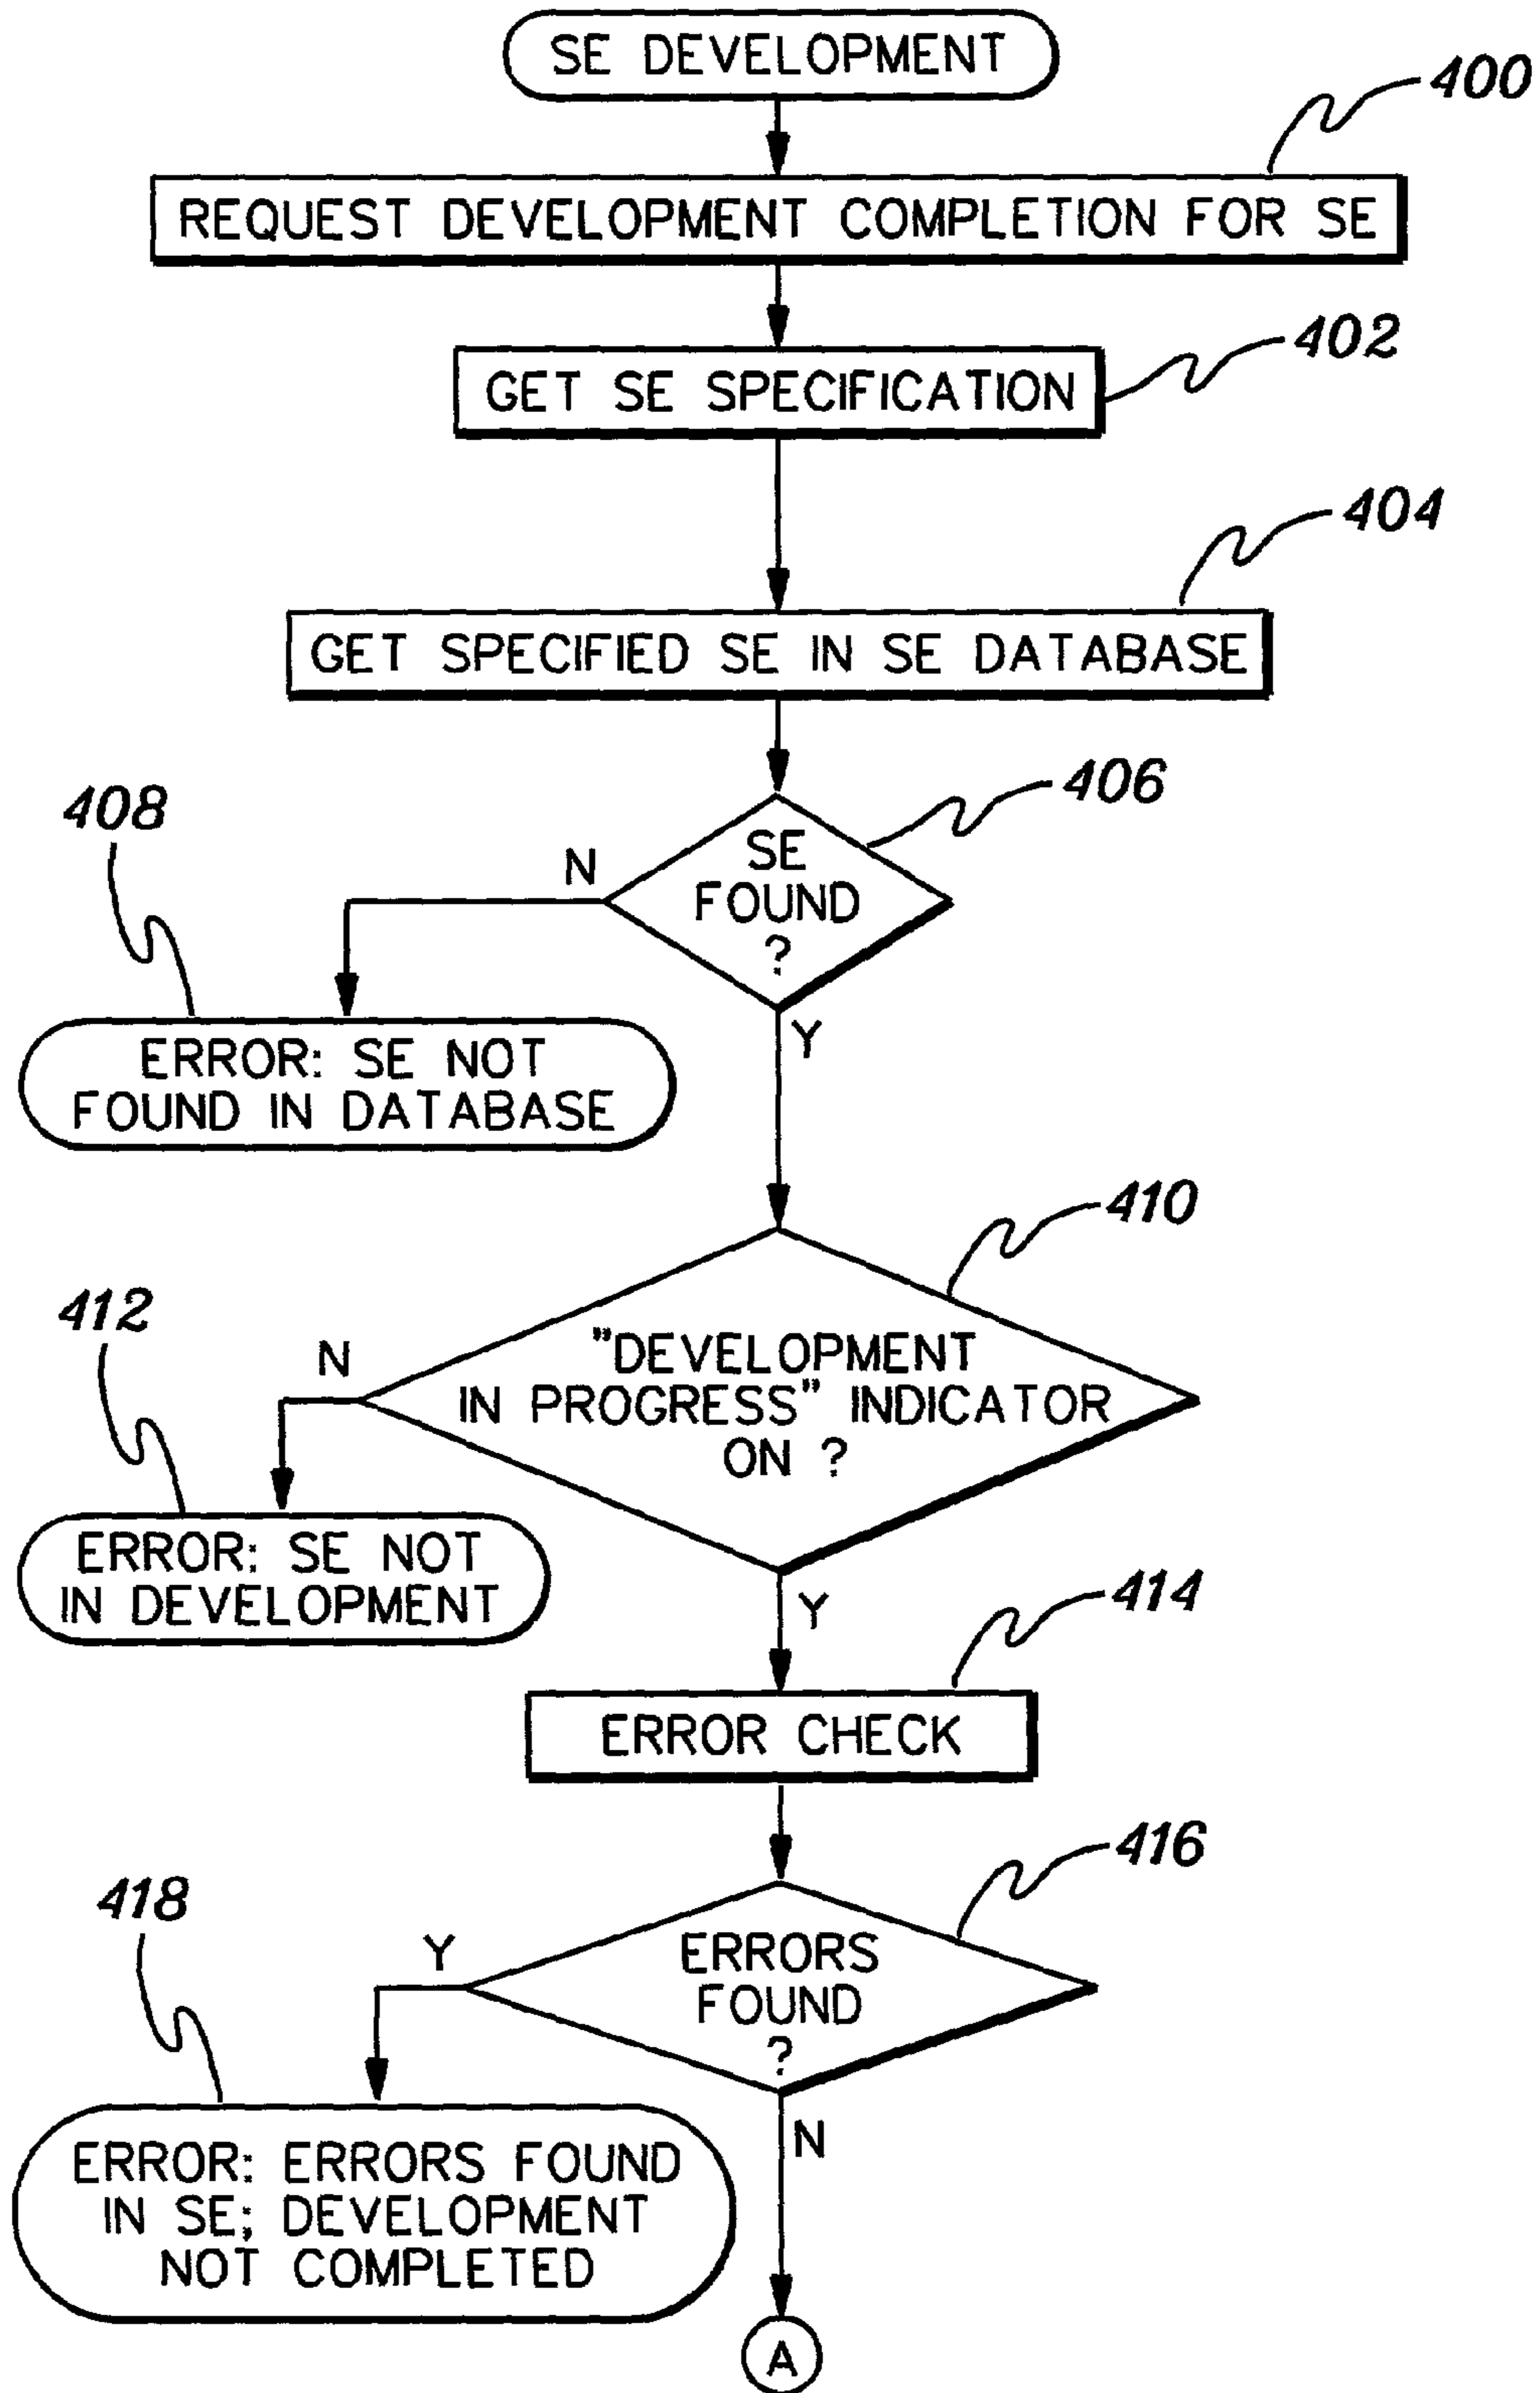 SE DEVELOPMENT
400
REQUEST DEVELOPMENT COMPLETION FOR SE
402
GET SE SPECIFICATION
404
GET SPECIFIED SE IN SE DATABASE
406
408
SE
FOUND
?
N
Y
ERROR: SE NOT
FOUND IN DATABASE
410
412
N
"DEVELOPMENT
IN PROGRESS" INDICATOR
ON ?
ERROR: SE NOT
IN DEVELOPMENT
Y
414
ERROR CHECK
416
418
Y
ERRORS
FOUND
?
N
ERROR: ERRORS FOUND
IN SE; DEVELOPMENT
NOT COMPLETED
A